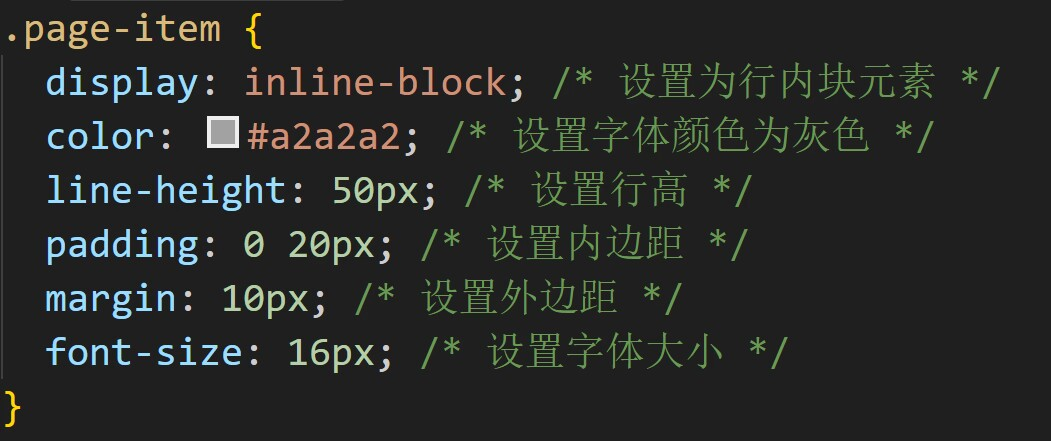 .page-item {
  display: inline-block; /* 设置为行内块元素 */
  color: #a2a2a2; /* 设置字体颜色为灰色 */
  line-height: 50px; /* 设置行高 */
  padding: 0 20px; /* 设置内边距 */
  margin: 10px; /* 设置外边距 */
  font-size: 16px; /* 设置字体大小 */
}